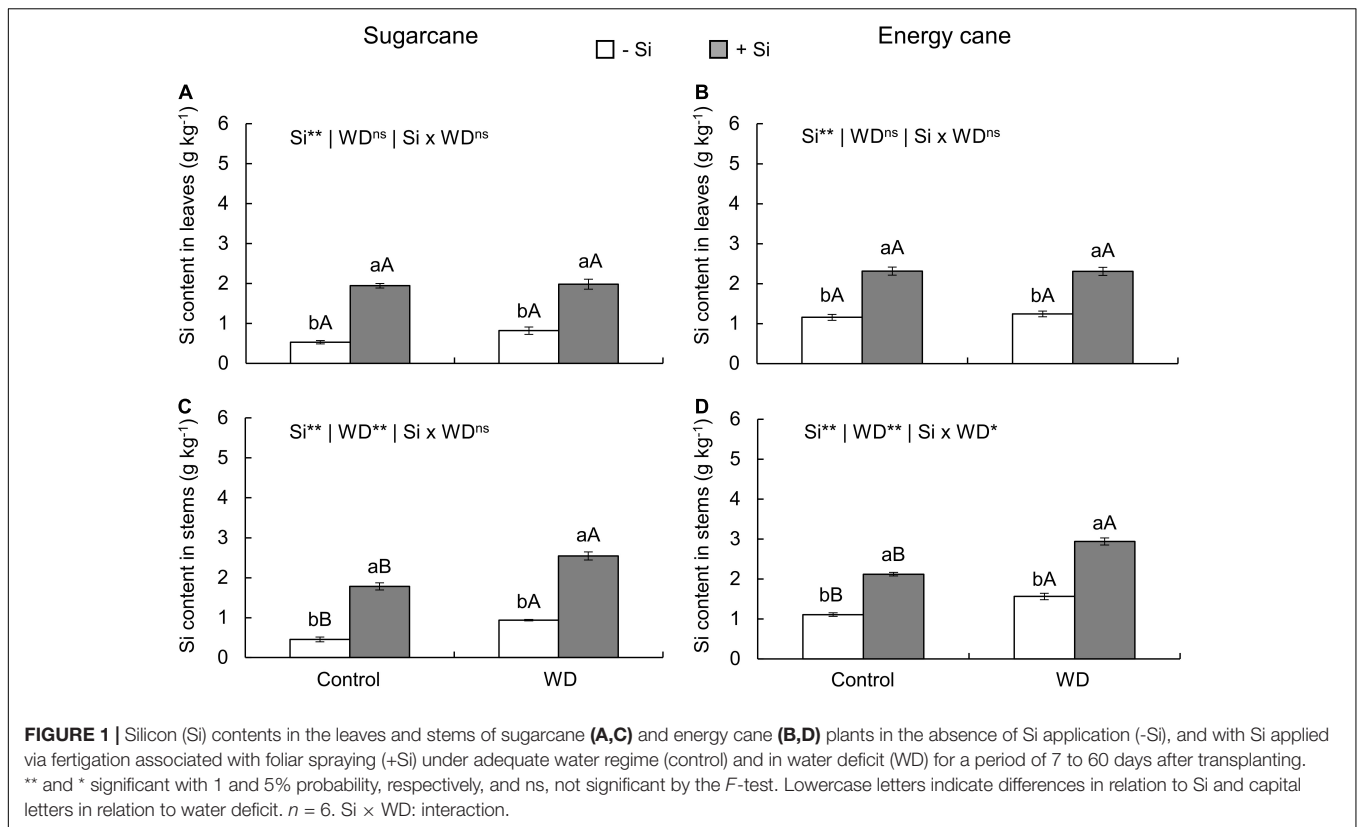 Sugarcane
- Si
+ Si
Energy cane
A
Si** | WDⁿˢ | Si x WDⁿˢ
Si content in leaves (g kg⁻¹)
6
5
4
3
2
1
0
bA
aA
bA
aA
B
Si** | WDⁿˢ | Si x WDⁿˢ
Si content in leaves (g kg⁻¹)
6
5
4
3
2
1
0
bA
aA
bA
aA
C
Si** | WD** | Si x WDⁿˢ
Si content in stems (g kg⁻¹)
6
5
4
3
2
1
0
bB
aB
bA
aA
Control
WD
D
Si** | WD** | Si x WD*
Si content in stems (g kg⁻¹)
6
5
4
3
2
1
0
bB
aB
bA
aA
Control
WD
FIGURE 1 | Silicon (Si) contents in the leaves and stems of sugarcane (A,C) and energy cane (B,D) plants in the absence of Si application (-Si), and with Si applied
via fertigation associated with foliar spraying (+Si) under adequate water regime (control) and in water deficit (WD) for a period of 7 to 60 days after transplanting.
** and * significant with 1 and 5% probability, respectively, and ns, not significant by the F-test. Lowercase letters indicate differences in relation to Si and capital
letters in relation to water deficit. n = 6. Si × WD: interaction.